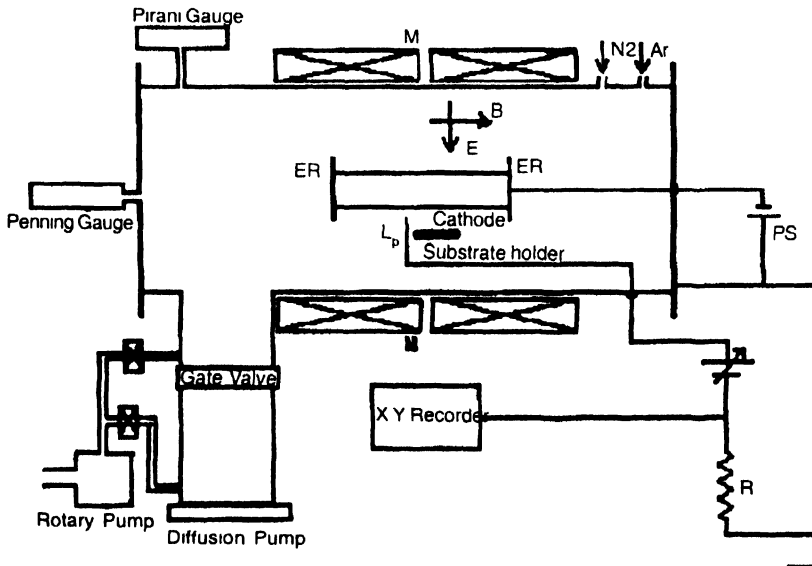 Pirani Gauge
M
N2
Ar
B
E
ER
ER
Penning Gauge
Cathode
Lp
Substrate holder
PS
M
Gate Valve
X Y Recorder
R
Rotary Pump
Diffusion Pump